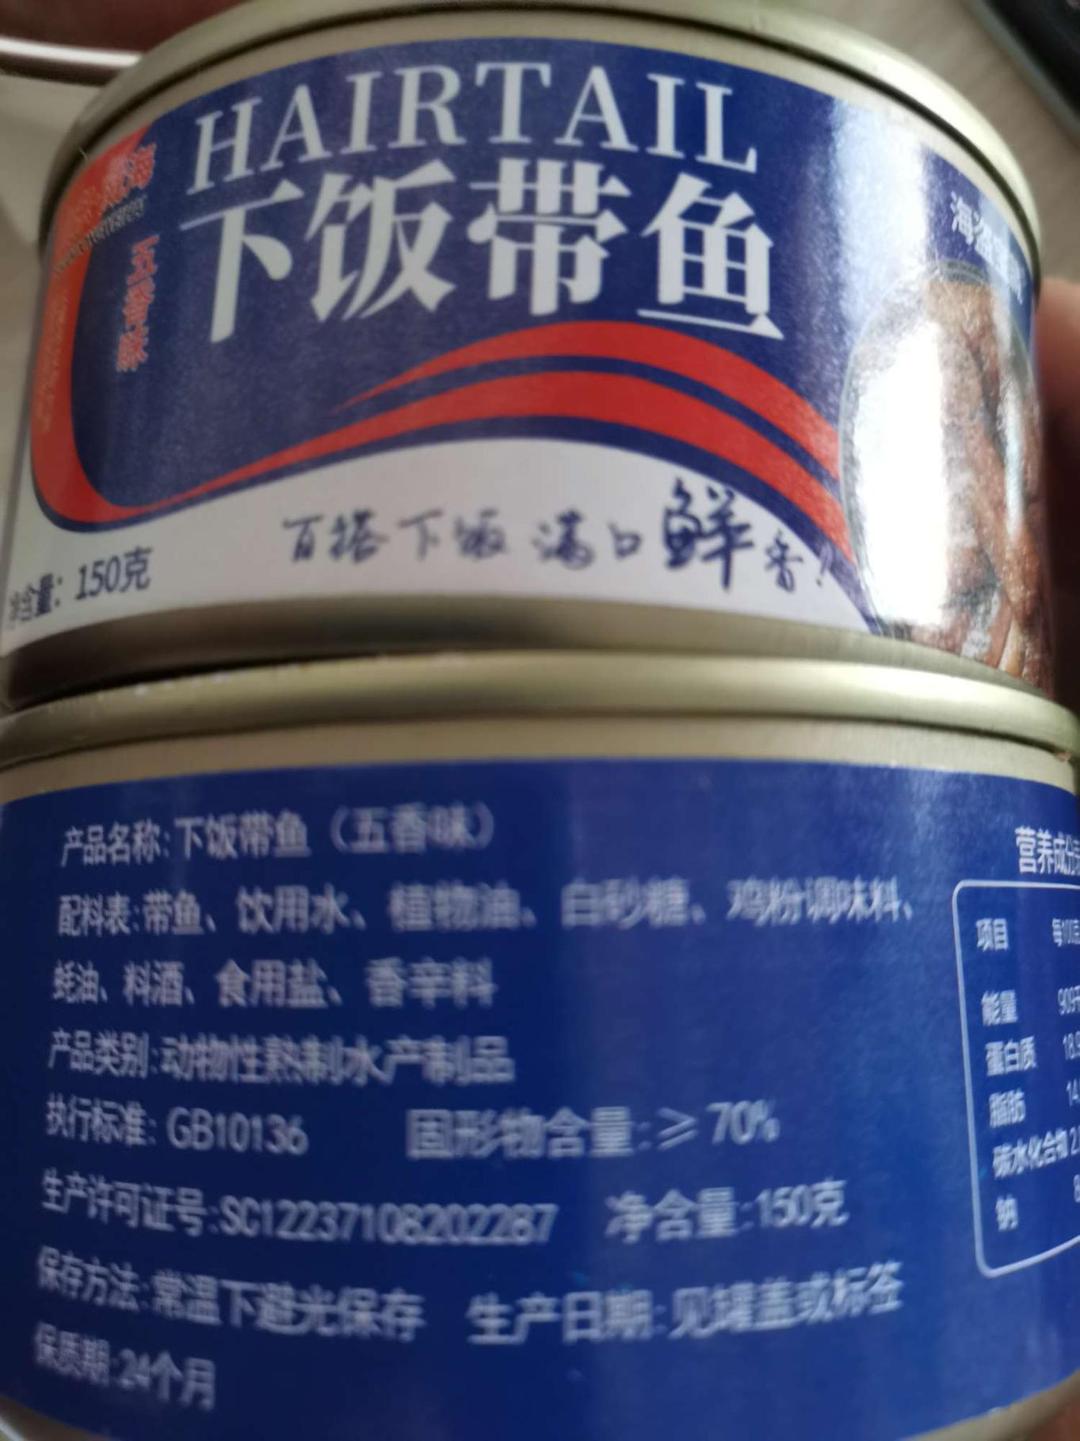 HAIRTAIL
下饭带鱼
五香味
百搭下饭 满口鲜香!
净含量: 150克
产品名称:下饭带鱼（五香味）
配料表:带鱼、饮用水、植物油、白砂糖、鸡粉调味料、
蚝油、料酒、食用盐、香辛料
产品类别:动物性熟制水产制品
执行标准: GB10136 固形物含量:≥70%
生产许可证号:SC12237108202287 净含量:150克
保存方法:常温下避光保存 生产日期:见罐盖或标签
保质期:24个月
营养成分
项目
能量
蛋白质
脂肪
碳水化合物
钠